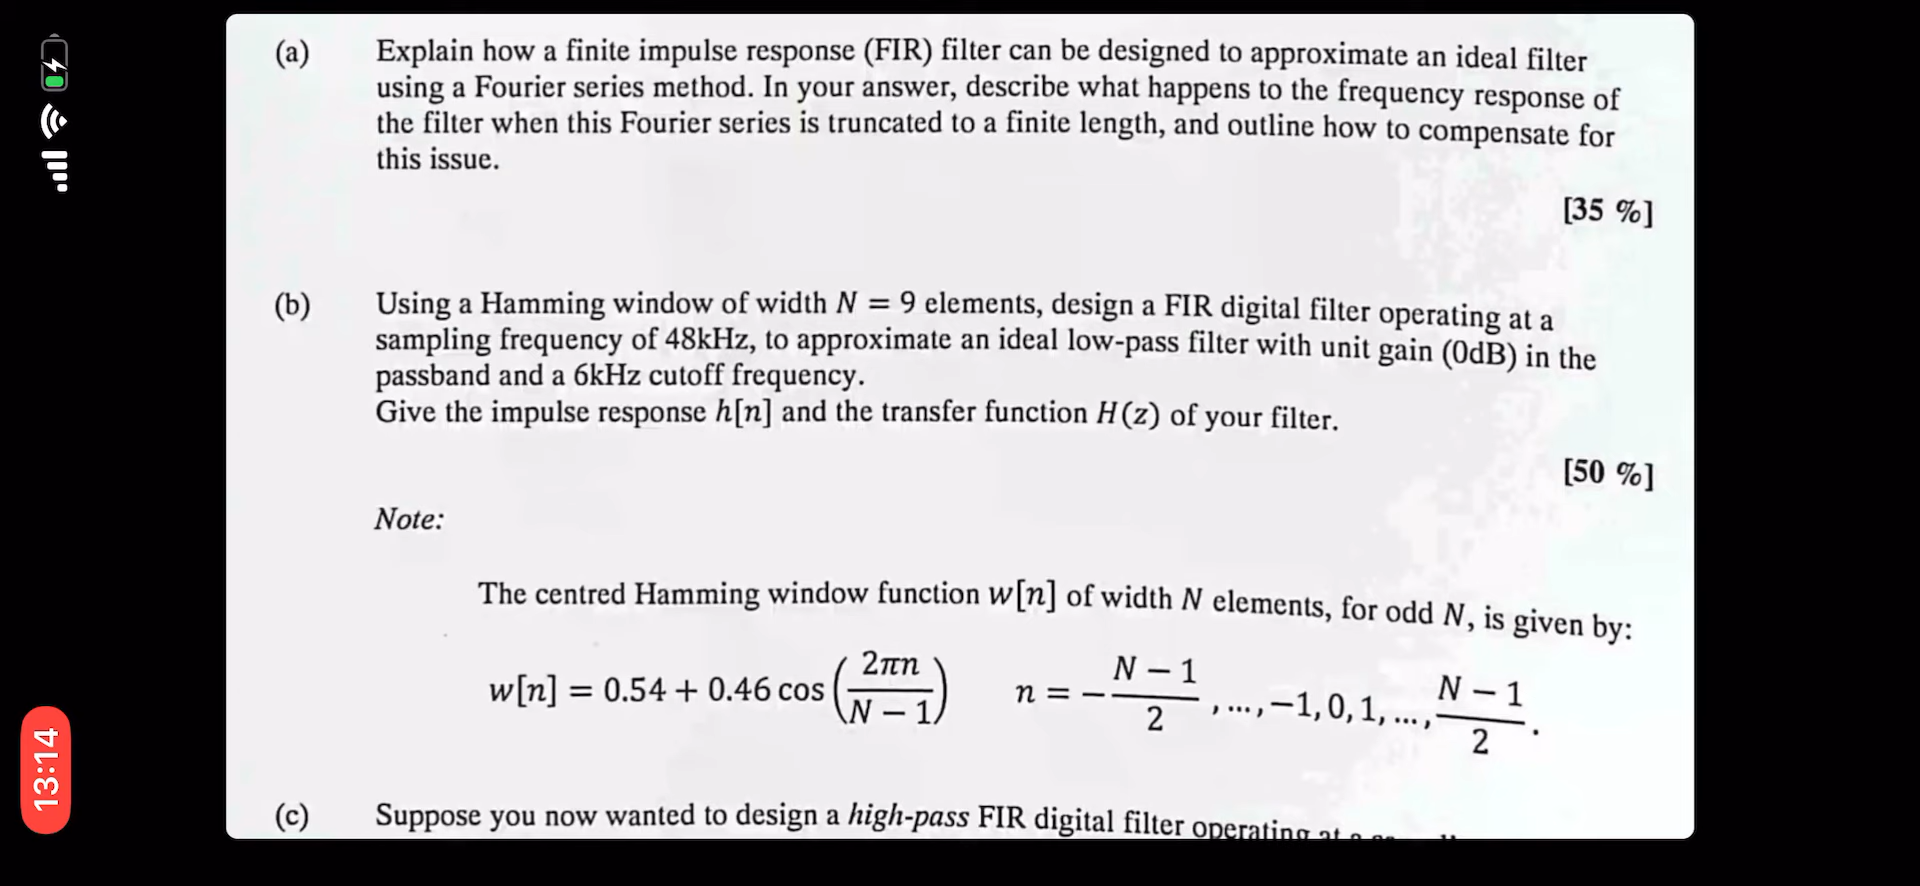 13:14
(a) Explain how a finite impulse response (FIR) filter can be designed to approximate an ideal filter
using a Fourier series method. In your answer, describe what happens to the frequency response of
the filter when this Fourier series is truncated to a finite length, and outline how to compensate for
this issue.
[35 %]
(b) Using a Hamming window of width N = 9 elements, design a FIR digital filter operating at a
sampling frequency of 48kHz, to approximate an ideal low-pass filter with unit gain (0dB) in the
passband and a 6kHz cutoff frequency.
Give the impulse response h[n] and the transfer function H(z) of your filter.
[50 %]
Note:
The centred Hamming window function w[n] of width N elements, for odd N, is given by:
w[n] = 0.54 + 0.46 cos (2πn / N − 1) n = − N − 1 / 2 , ..., −1, 0, 1, ..., N − 1 / 2 .
(c) Suppose you now wanted to design a high-pass FIR digital filter operating at a